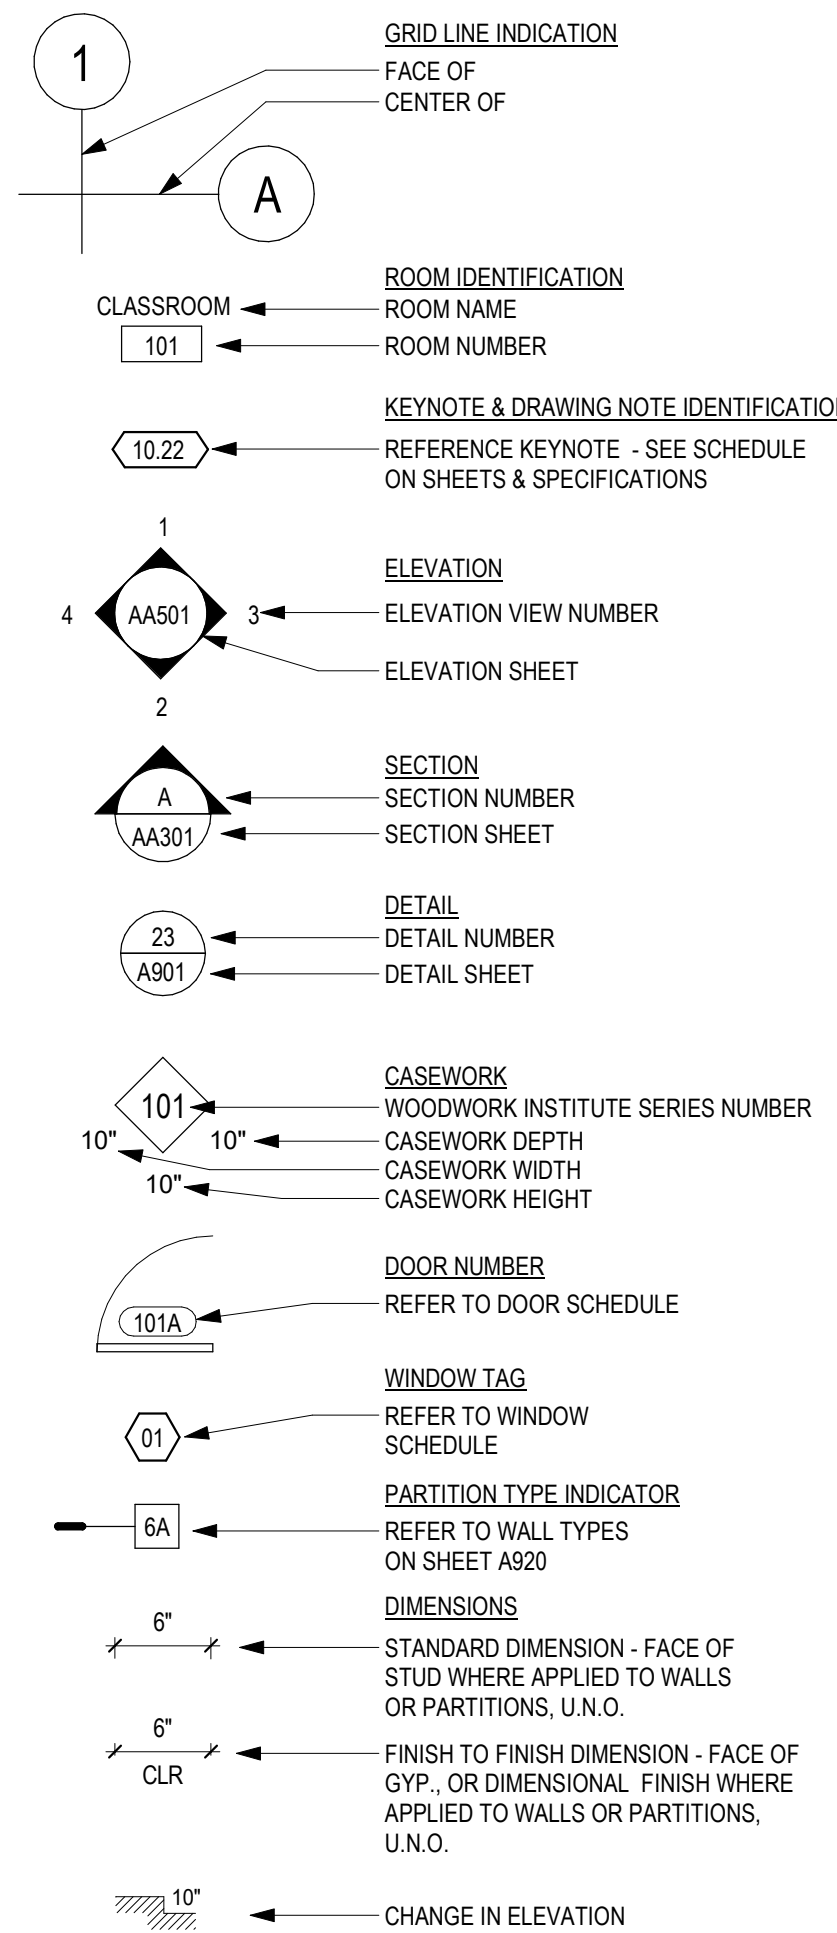 1
GRID LINE INDICATION
FACE OF
CENTER OF
A
ROOM IDENTIFICATION
CLASSROOM
ROOM NAME
101
ROOM NUMBER
KEYNOTE & DRAWING NOTE IDENTIFICATIO
10.22
REFERENCE KEYNOTE - SEE SCHEDULE
ON SHEETS & SPECIFICATIONS
1
ELEVATION
4
AA501
3
ELEVATION VIEW NUMBER
ELEVATION SHEET
2
SECTION
A
SECTION NUMBER
AA301
SECTION SHEET
DETAIL
23
DETAIL NUMBER
A901
DETAIL SHEET
CASEWORK
101
WOODWORK INSTITUTE SERIES NUMBER
10"
10"
CASEWORK DEPTH
CASEWORK WIDTH
10"
CASEWORK HEIGHT
DOOR NUMBER
101A
REFER TO DOOR SCHEDULE
WINDOW TAG
01
REFER TO WINDOW
SCHEDULE
PARTITION TYPE INDICATOR
6A
REFER TO WALL TYPES
ON SHEET A920
DIMENSIONS
6"
STANDARD DIMENSION - FACE OF
STUD WHERE APPLIED TO WALLS
OR PARTITIONS, U.N.O.
6"
CLR
FINISH TO FINISH DIMENSION - FACE OF
GYP., OR DIMENSIONAL FINISH WHERE
APPLIED TO WALLS OR PARTITIONS,
U.N.O.
10"
CHANGE IN ELEVATION